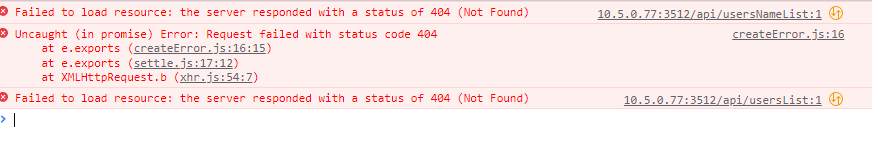 Failed to load resource: the server responded with a status of 404 (Not Found) 10.5.0.77:3512/api/usersNameList:1
Uncaught (in promise) Error: Request failed with status code 404 createError.js:16
at e.exports (createError.js:16:15)
at e.exports (settle.js:17:12)
at XMLHttpRequest.b (xhr.js:54:7)
Failed to load resource: the server responded with a status of 404 (Not Found) 10.5.0.77:3512/api/usersList:1